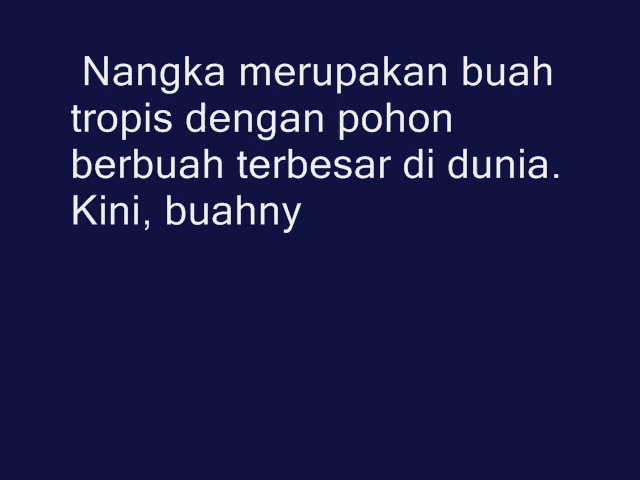 Nangka merupakan buah
tropis dengan pohon
berbuah terbesar di dunia.
Kini, buahny